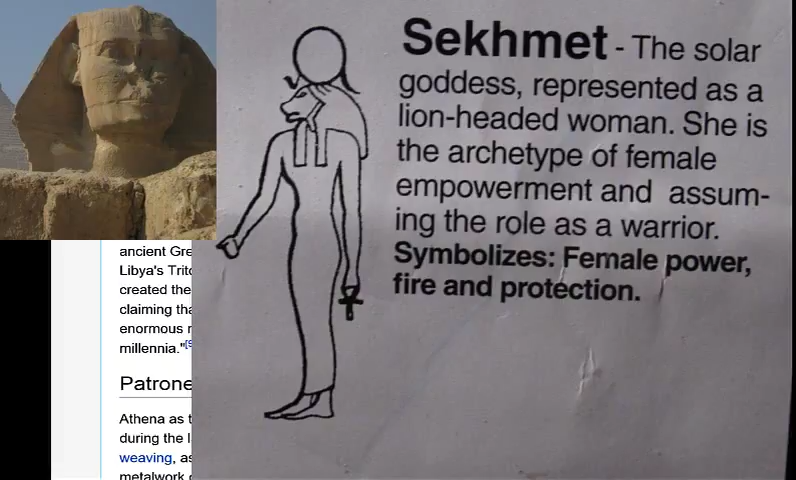 Sekhmet - The solar
goddess, represented as a
lion-headed woman. She is
the archetype of female
empowerment and assum-
ing the role as a warrior.
Symbolizes: Female power,
fire and protection.
ancient Gre
Libya's Trito
created the
claiming tha
enormous r
millennia."[5
Patrone
Athena as t
during the l
weaving, as
metalwork o